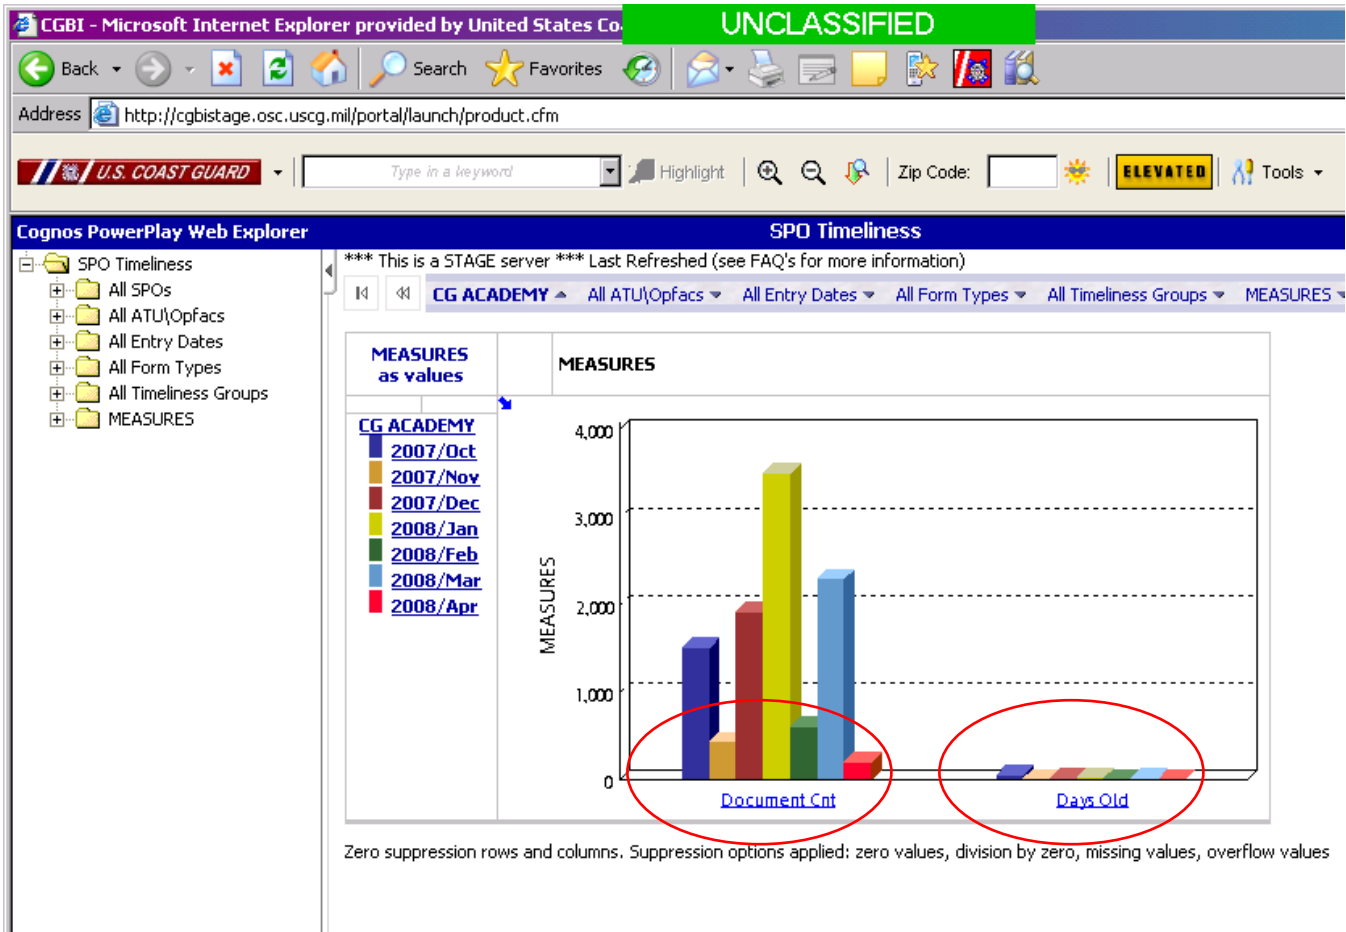 CGBI - Microsoft Internet Explorer provided by United States Co
UNCLASSIFIED
Back Search Favorites
Address http://cgbistage.osc.uscg.mil/portal/launch/product.cfm
U.S. COAST GUARD Type in a keyword Highlight Zip Code: ELEVATED Tools
Cognos PowerPlay Web Explorer SPO Timeliness
SPO Timeliness
All SPOs
All ATU\Opfacs
All Entry Dates
All Form Types
All Timeliness Groups
MEASURES
*** This is a STAGE server *** Last Refreshed (see FAQ's for more information)
CG ACADEMY All ATU\Opfacs All Entry Dates All Form Types All Timeliness Groups MEASURES
MEASURES
as values
MEASURES
CG ACADEMY
2007/Oct
2007/Nov
2007/Dec
2008/Jan
2008/Feb
2008/Mar
2008/Apr
MEASURES
4,000
3,000
2,000
1,000
0
Document Cnt Days Old
Zero suppression rows and columns. Suppression options applied: zero values, division by zero, missing values, overflow values